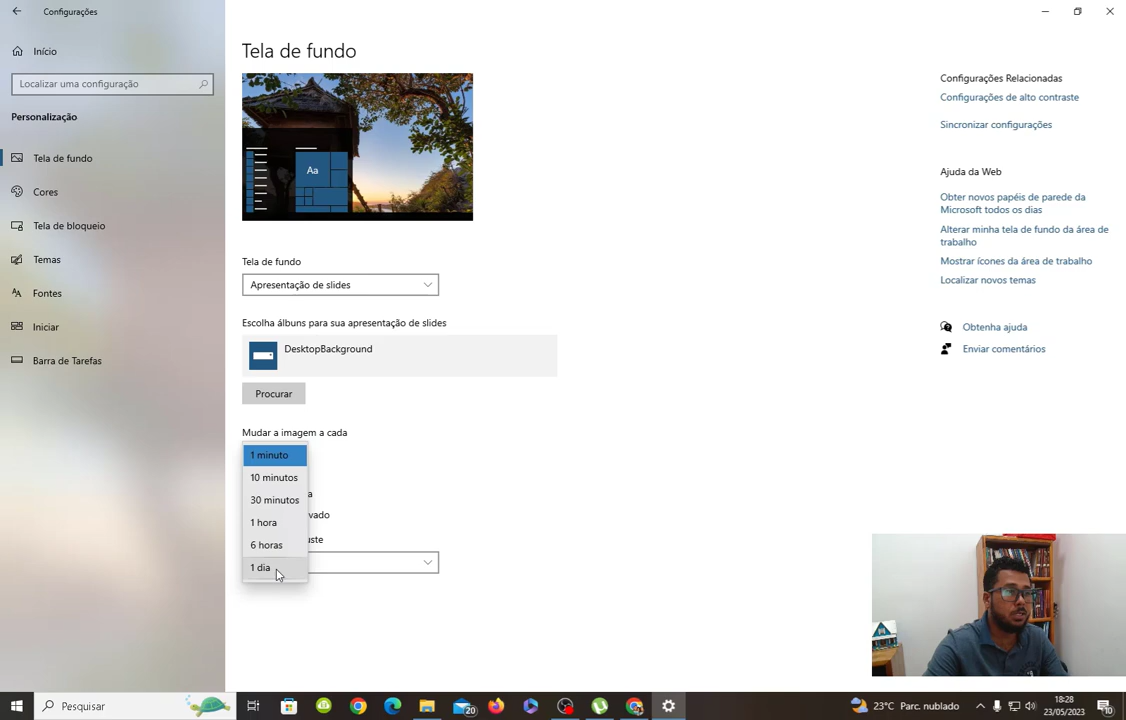 Configurações
Início
Localizar uma configuração
Personalização
Tela de fundo
Cores
Tela de bloqueio
Temas
Fontes
Iniciar
Barra de Tarefas
Tela de fundo
Aa
Tela de fundo
Apresentação de slides
Escolha álbuns para sua apresentação de slides
DesktopBackground
Procurar
Mudar a imagem a cada
1 minuto
10 minutos
30 minutos
1 hora
6 horas
1 dia
a
vado
uste
Configurações Relacionadas
Configurações de alto contraste
Sincronizar configurações
Ajuda da Web
Obter novos papéis de parede da
Microsoft todos os dias
Alterar minha tela de fundo da área de
trabalho
Mostrar ícones da área de trabalho
Localizar novos temas
Obtenha ajuda
Enviar comentários
Pesquisar
20
23°C Parc. nublado
18:28
23/05/2023
10